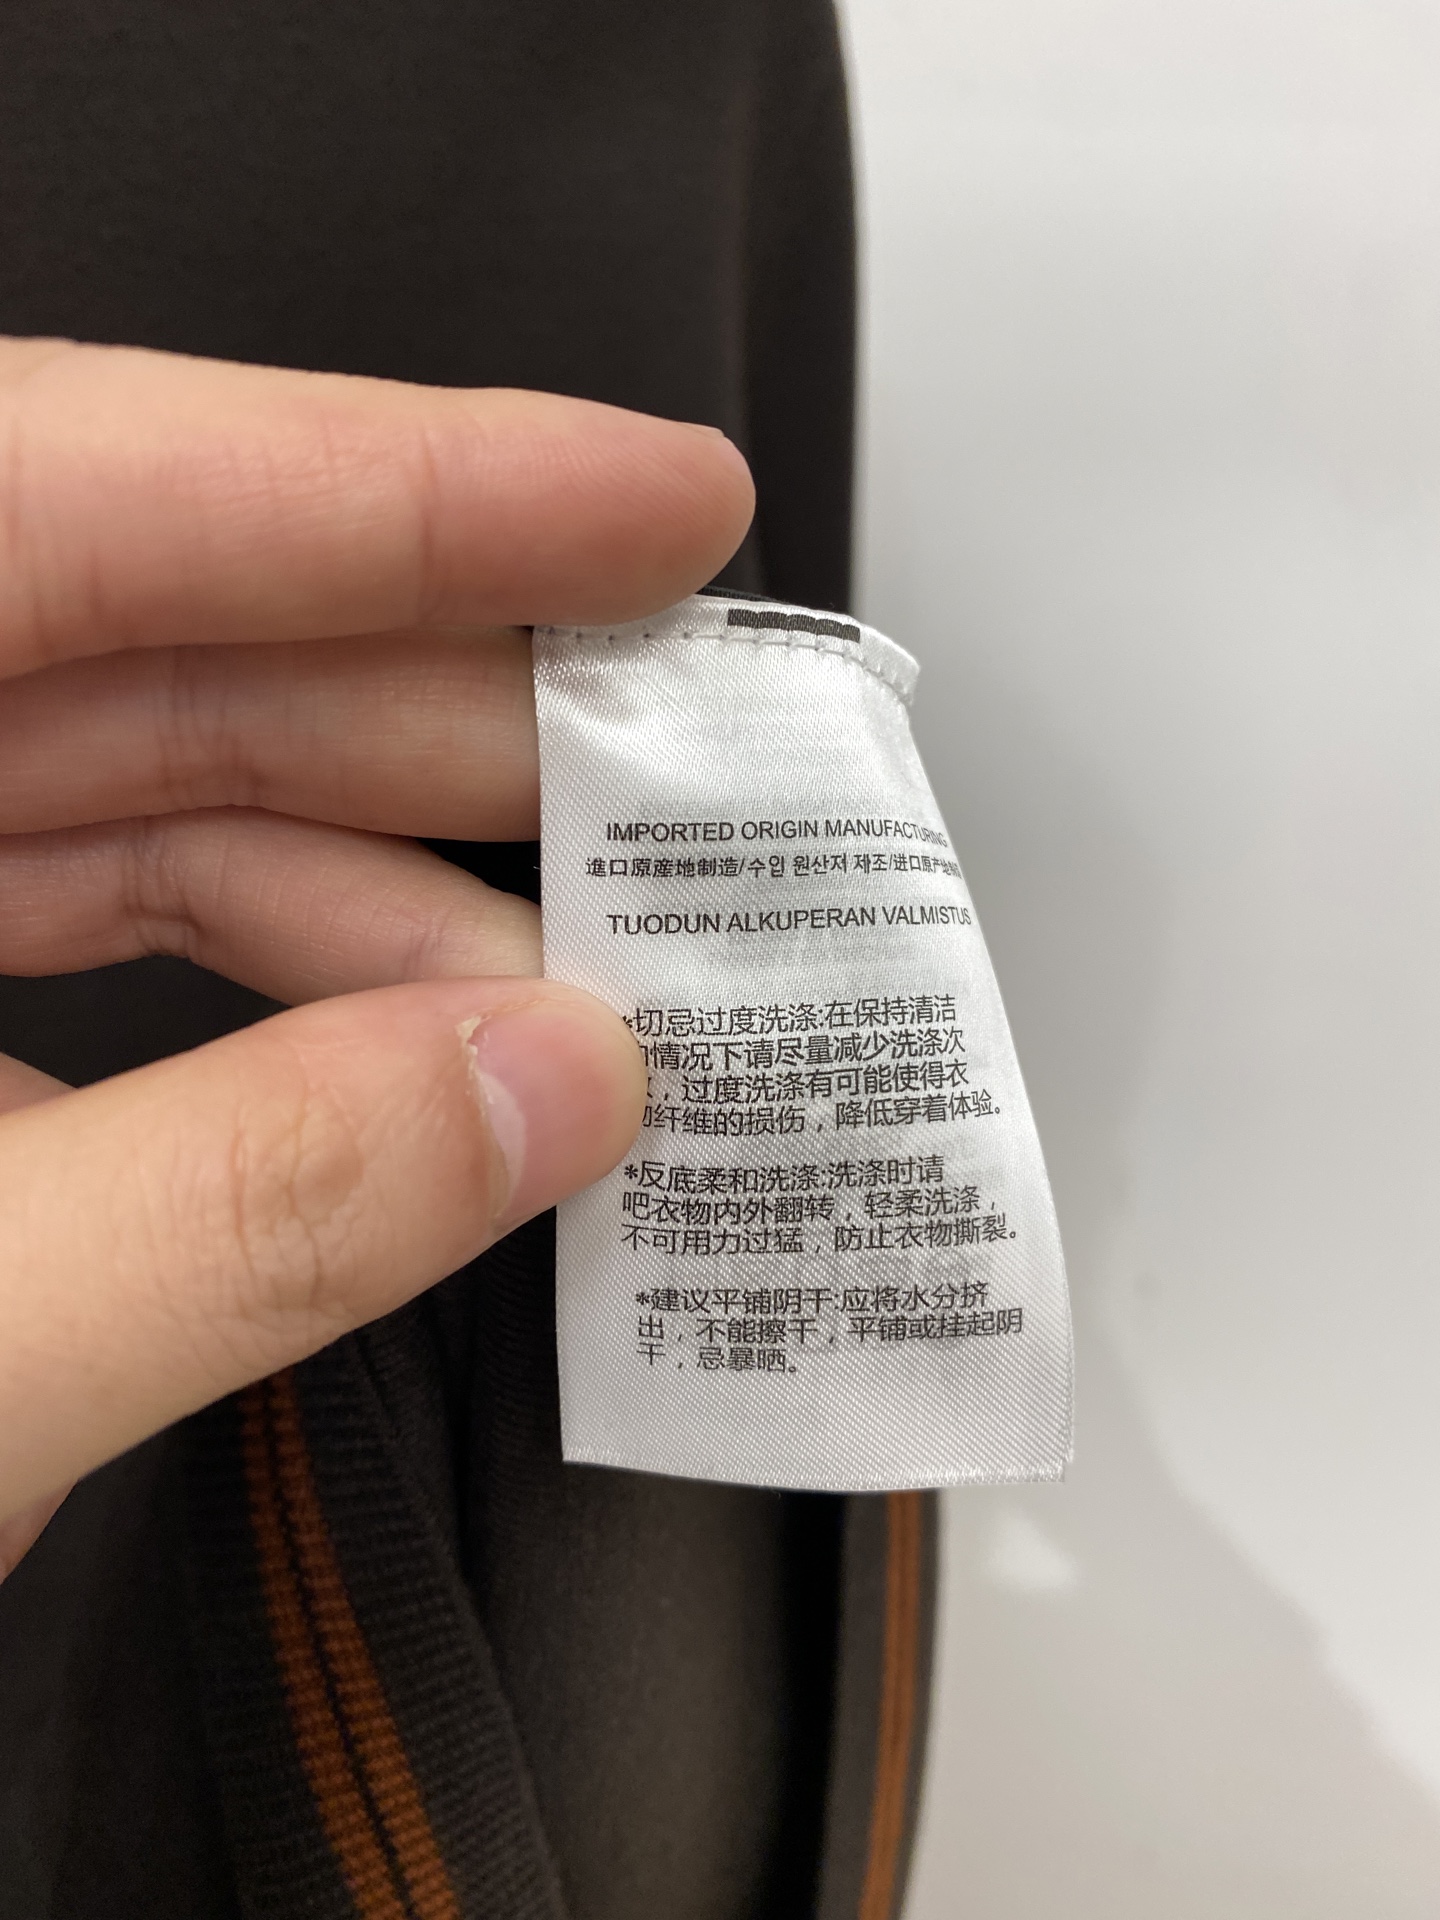 IMPORTED ORIGIN MANUFACTURING
進口原産地制造/수입 원산저 제조/进口原产地制造
TUODUN ALKUPERAN VALMISTUS
*切忌过度洗涤:在保持清洁
情况下请尽量减少洗涤次
，过度洗涤有可能使得衣
纤维的损伤，降低穿着体验。
*反底柔和洗涤:洗涤时请
吧衣物内外翻转，轻柔洗涤，
不可用力过猛，防止衣物撕裂。
*建议平铺阴干:应将水分挤
出，不能擦干，平铺或挂起阴
干，忌暴晒。